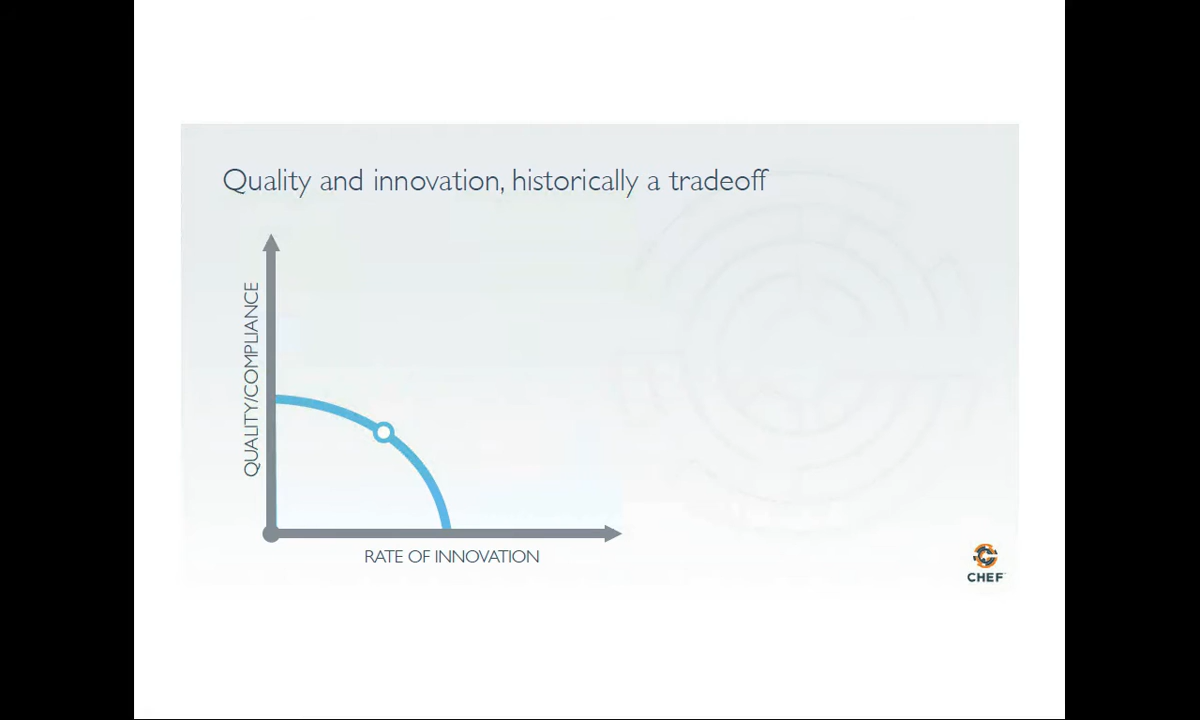 Quality and innovation, historically a tradeoff
QUALITY/COMPLIANCE
RATE OF INNOVATION
CHEF